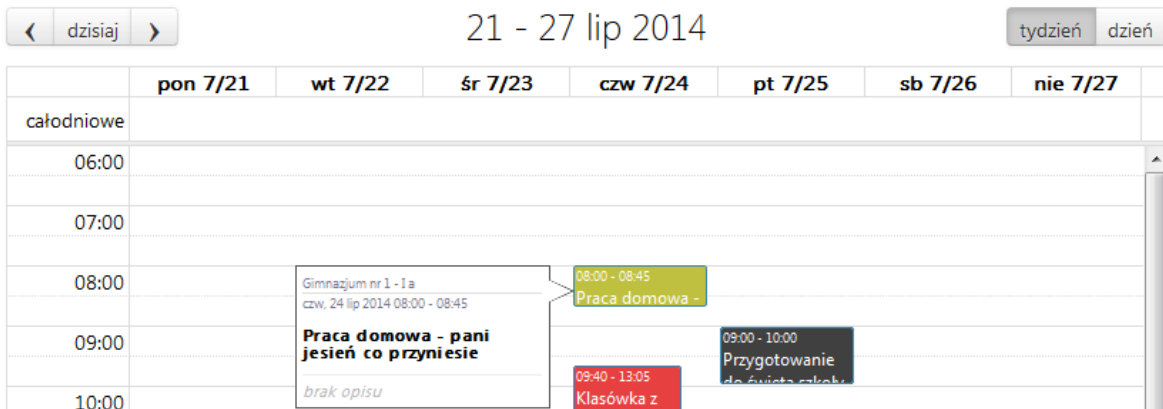 dzisiaj
21 - 27 lip 2014
tydzień dzień
pon 7/21 wt 7/22 śr 7/23 czw 7/24 pt 7/25 sb 7/26 nie 7/27
całodniowe
06:00
07:00
08:00
09:00
10:00
Gimnazjum nr 1 - I a
czw, 24 lip 2014 08:00 - 08:45
Praca domowa - pani
jesień co przyniesie
brak opisu
08:00 - 08:45
Praca domowa -
09:40 - 13:05
Klasówka z
09:00 - 10:00
Przygotowanie
do święta szkoły